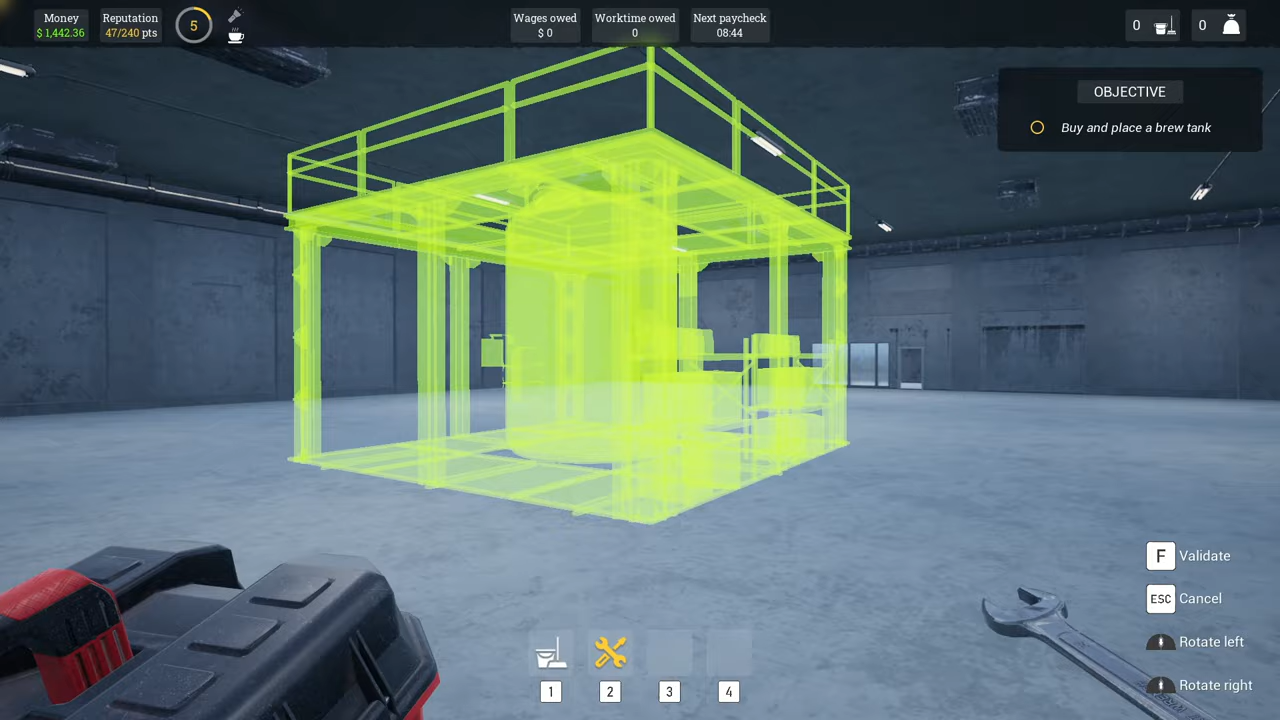 Money
$ 1,442.36
Reputation
47/240 pts
5
Wages owed
$ 0
Worktime owed
0
Next paycheck
08:44
0
0
OBJECTIVE
Buy and place a brew tank
F Validate
ESC Cancel
Rotate left
Rotate right
1
2
3
4